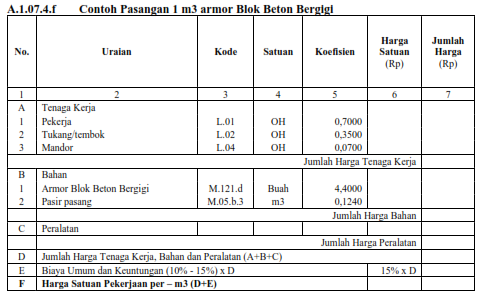 A.1.07.4.f Contoh Pasangan 1 m3 armor Blok Beton Bergigi
No. Uraian Kode Satuan Koefisien Harga Satuan (Rp) Jumlah Harga (Rp)
1 2 3 4 5 6 7
A Tenaga Kerja
1 Pekerja L.01 OH 0,7000
2 Tukang/tembok L.02 OH 0,3500
3 Mandor L.04 OH 0,0700
Jumlah Harga Tenaga Kerja
B Bahan
1 Armor Blok Beton Bergigi M.121.d Buah 4,4000
2 Pasir pasang M.05.b.3 m3 0,1240
Jumlah Harga Bahan
C Peralatan
Jumlah Harga Peralatan
D Jumlah Harga Tenaga Kerja, Bahan dan Peralatan (A+B+C)
E Biaya Umum dan Keuntungan (10% - 15%) x D 15% x D
F Harga Satuan Pekerjaan per – m3 (D+E)